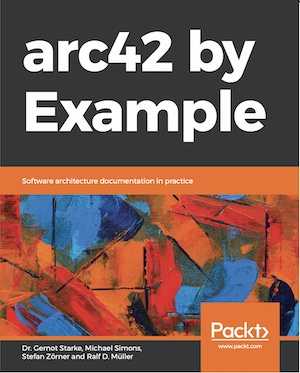 arc42 by
Example
Software architecture documentation in practice
Packt>
www.packt.com
Dr. Gernot Starke, Michael Simons,
Stefan Zörner and Ralf D. Müller